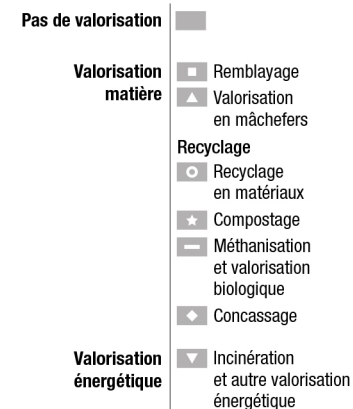 Pas de valorisation
Valorisation
matière
Remblayage
Valorisation
en mâchefers
Recyclage
Recyclage
en matériaux
Compostage
Méthanisation
et valorisation
biologique
Concassage
Valorisation
énergétique
Incinération
et autre valorisation
énergétique